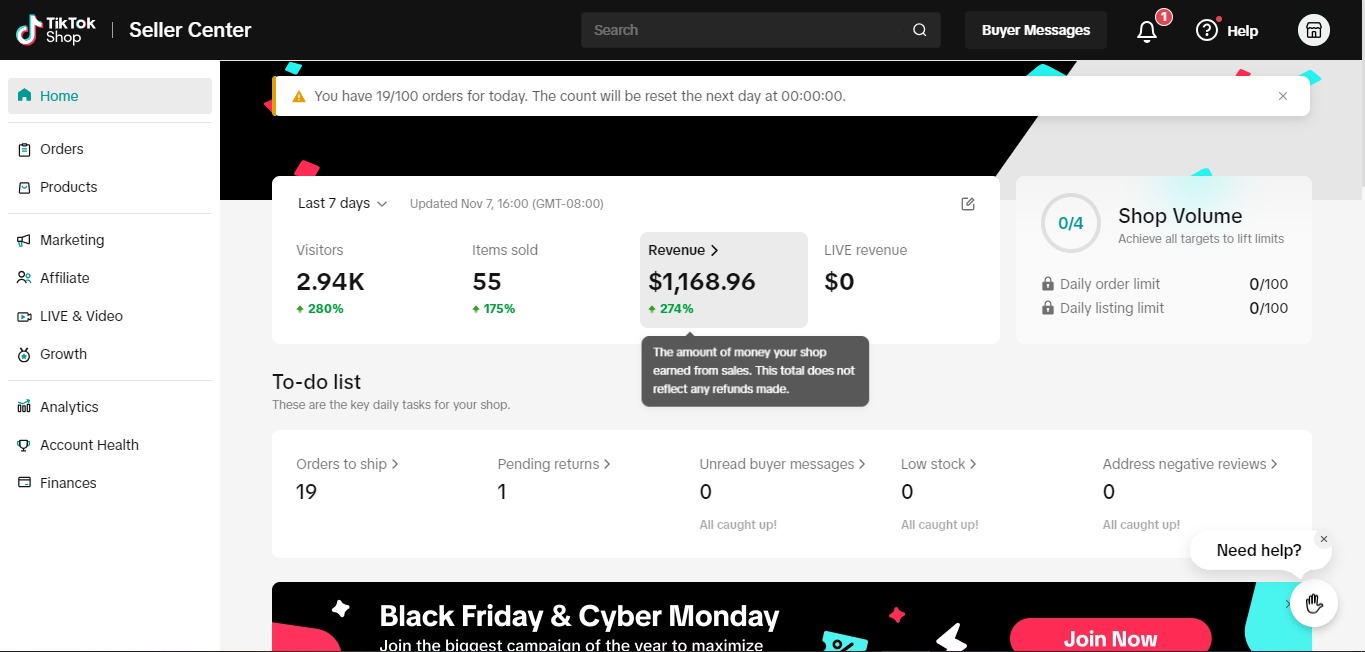 TikTok
Shop
Seller Center
Search
Buyer Messages
1
Help
Home
Orders
Products
Marketing
Affiliate
LIVE & Video
Growth
Analytics
Account Health
Finances
You have 19/100 orders for today. The count will be reset the next day at 00:00:00.
Last 7 days
Updated Nov 7, 16:00 (GMT-08:00)
Visitors
2.94K
280%
Items sold
55
175%
Revenue >
$1,168.96
274%
LIVE revenue
$0
The amount of money your shop
earned from sales. This total does not
reflect any refunds made.
0/4
Shop Volume
Achieve all targets to lift limits
Daily order limit 0/100
Daily listing limit 0/100
To-do list
These are the key daily tasks for your shop.
Orders to ship >
19
Pending returns >
1
Unread buyer messages >
0
All caught up!
Low stock >
0
All caught up!
Address negative reviews >
0
All caught up!
Need help?
Black Friday & Cyber Monday
Join the biggest campaign of the year to maximize
%
Join Now